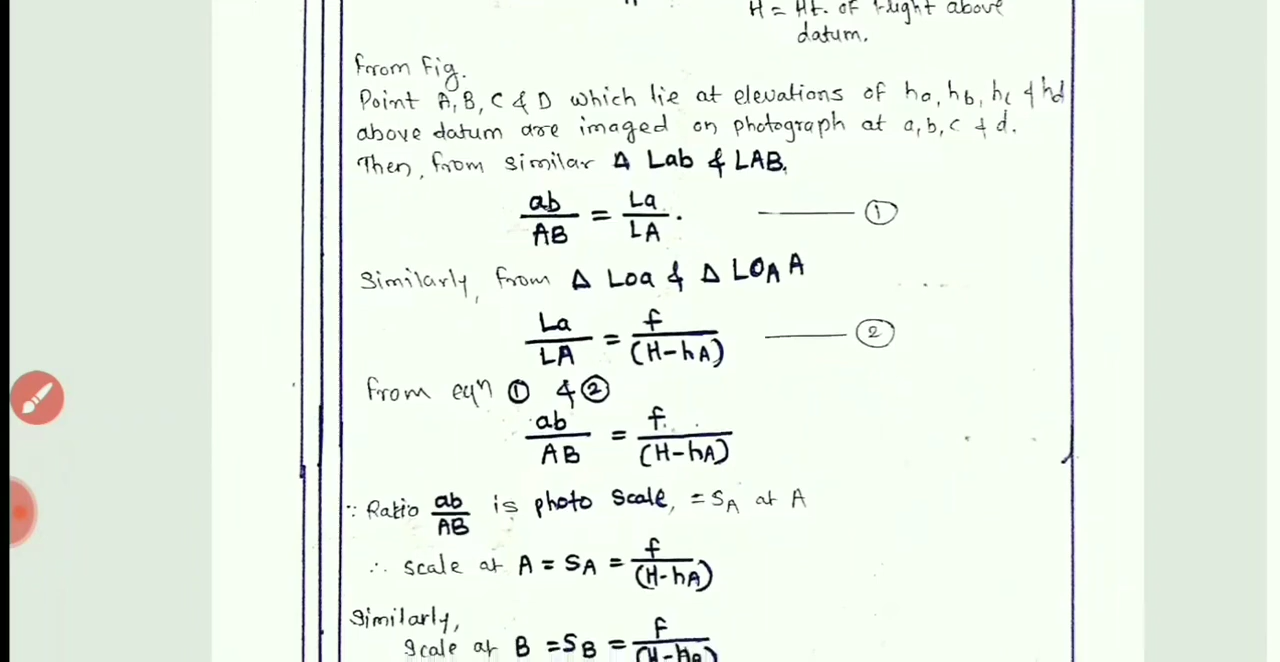 H = Ht. of flight above
datum.
From Fig.
Point A, B, C & D which lie at elevations of ha, hb, hc & hd
above datum are imaged on photograph at a, b, c & d.
Then, from similar Δ Lab & LAB.
ab/AB = La/LA. ——— ①
Similarly, from Δ Loa & Δ LOAA
La/LA = f/(H-hA) ——— ②
From eqn ① & ②
ab/AB = f/(H-hA)
∵ Ratio ab/AB is photo scale, = SA at A
∴ scale at A = SA = f/(H-hA)
Similarly,
Scale at B = SB = f/(H-HB)